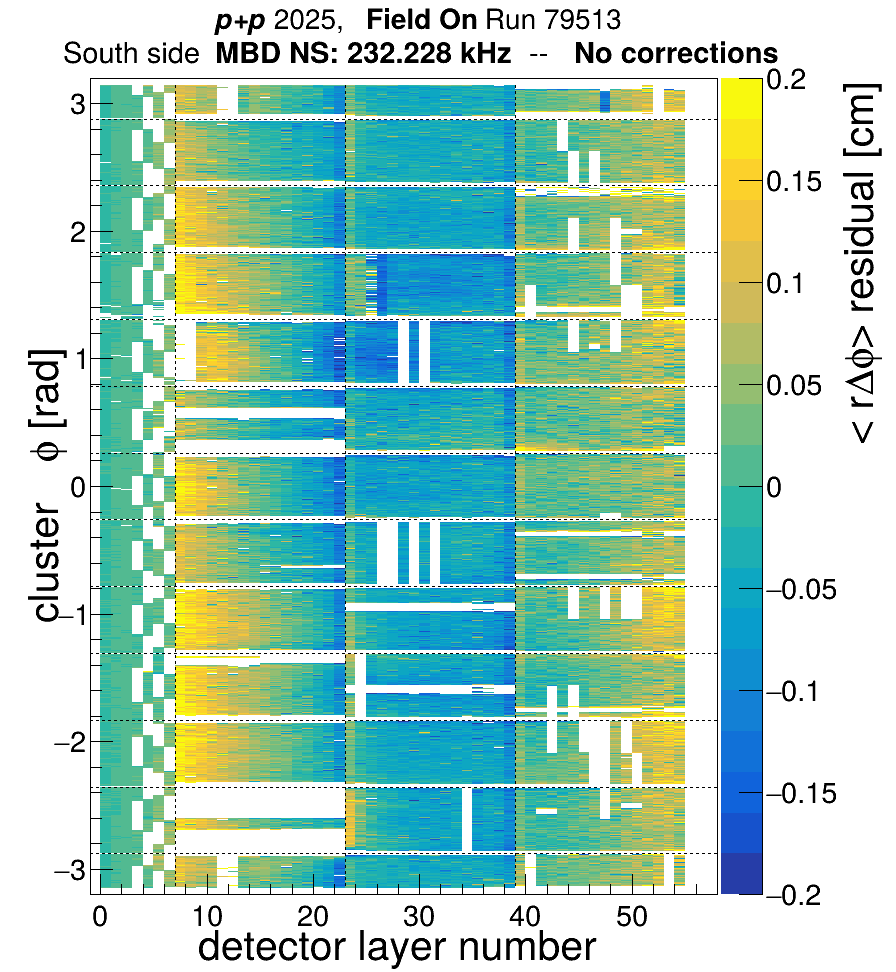 p+p 2025, Field On Run 79513
South side MBD NS: 232.228 kHz -- No corrections
3
2
1
0
−1
−2
−3
cluster ϕ [rad]
0 10 20 30 40 50
detector layer number
0.2
0.15
0.1
0.05
0
−0.05
−0.1
−0.15
−0.2
< rΔϕ> residual [cm]